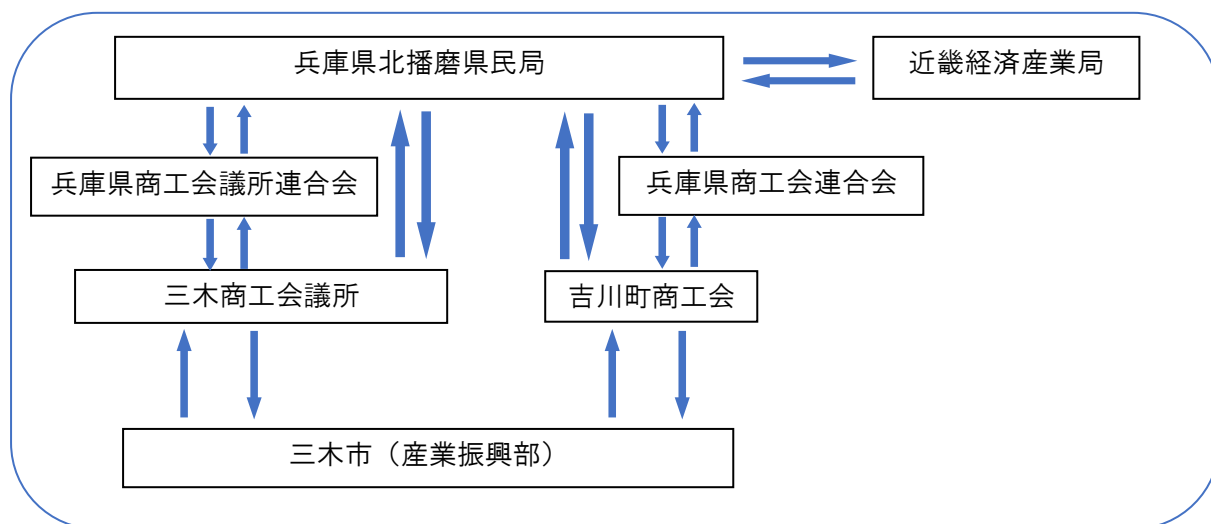 兵庫県北播磨県民局
近畿経済産業局
兵庫県商工会議所連合会
兵庫県商工会連合会
三木商工会議所
吉川町商工会
三木市（産業振興部）